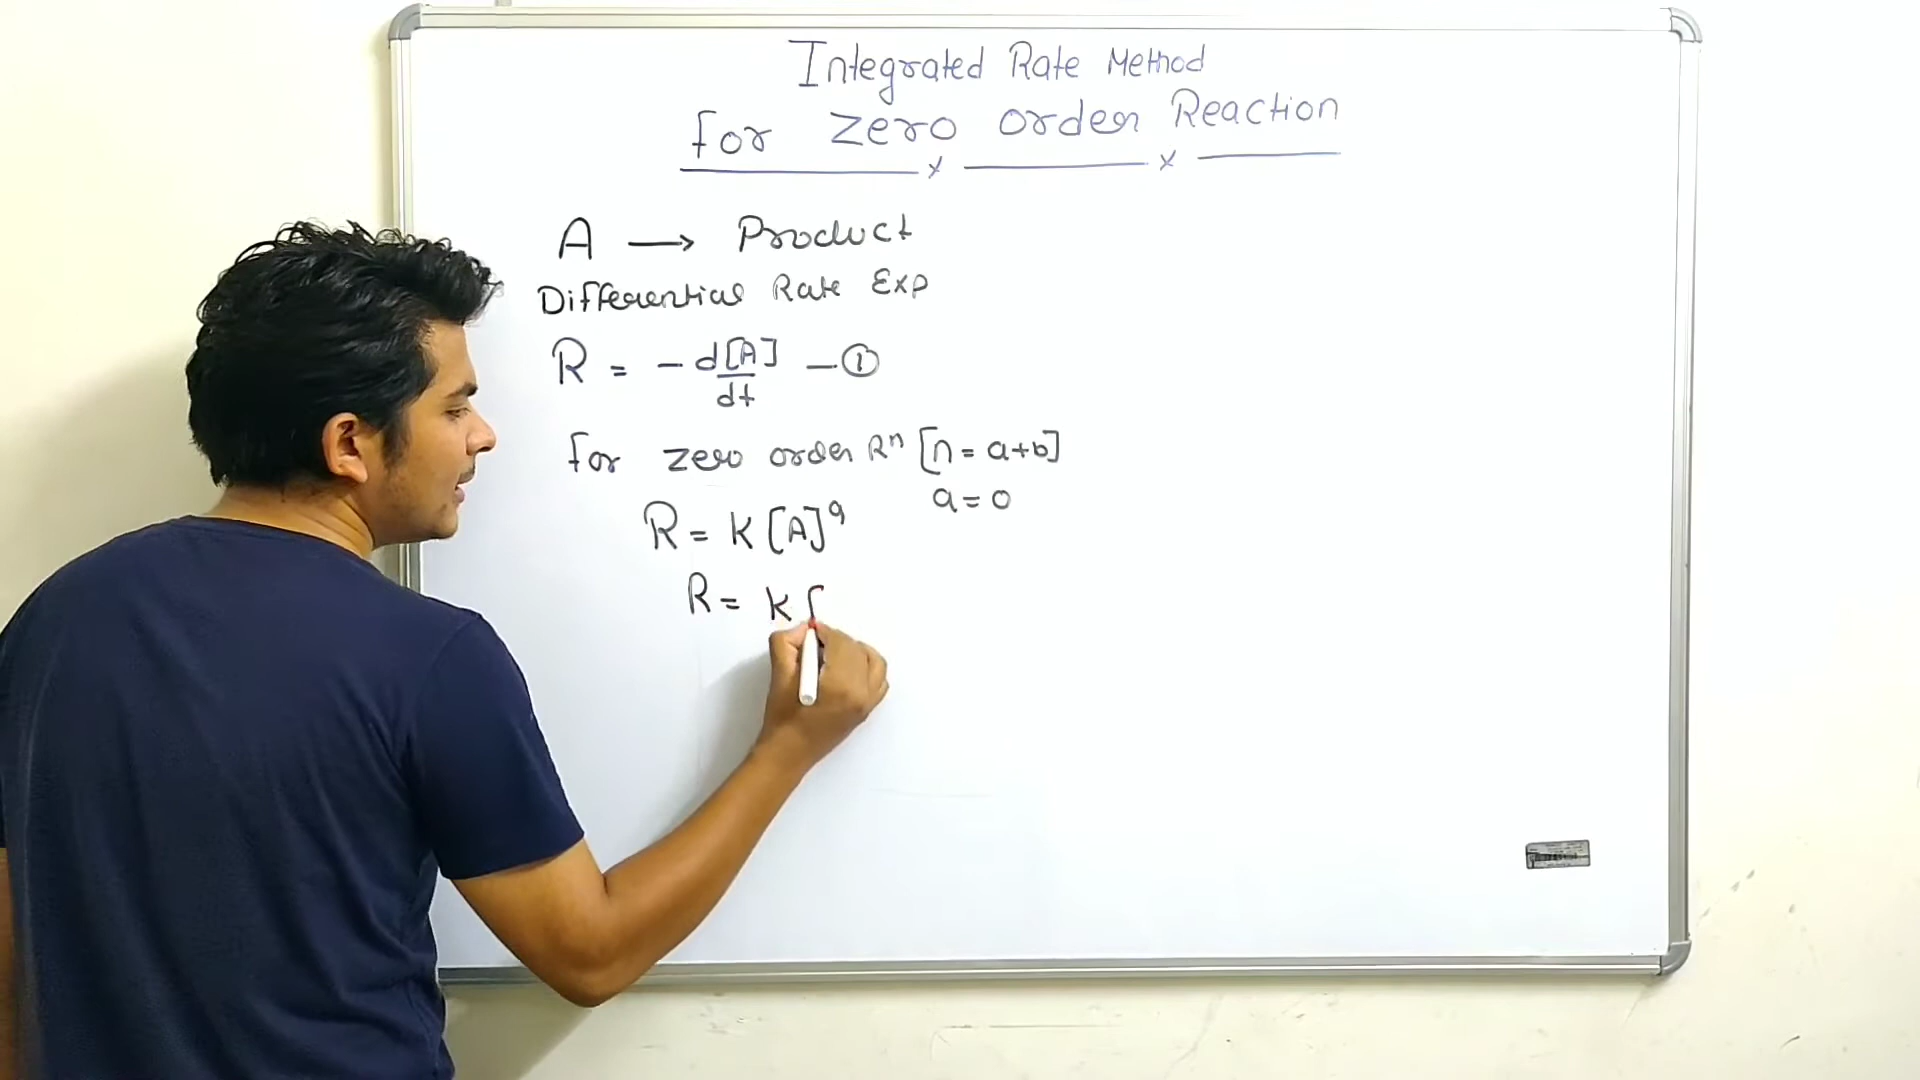 Integrated Rate Method
for zero order Reaction
A → Product
Differential Rate Exp
R = - d[A]/dt - ①
for zero order Rⁿ [n = a+b]
a = 0
R = K [A]ᵃ
R = K [